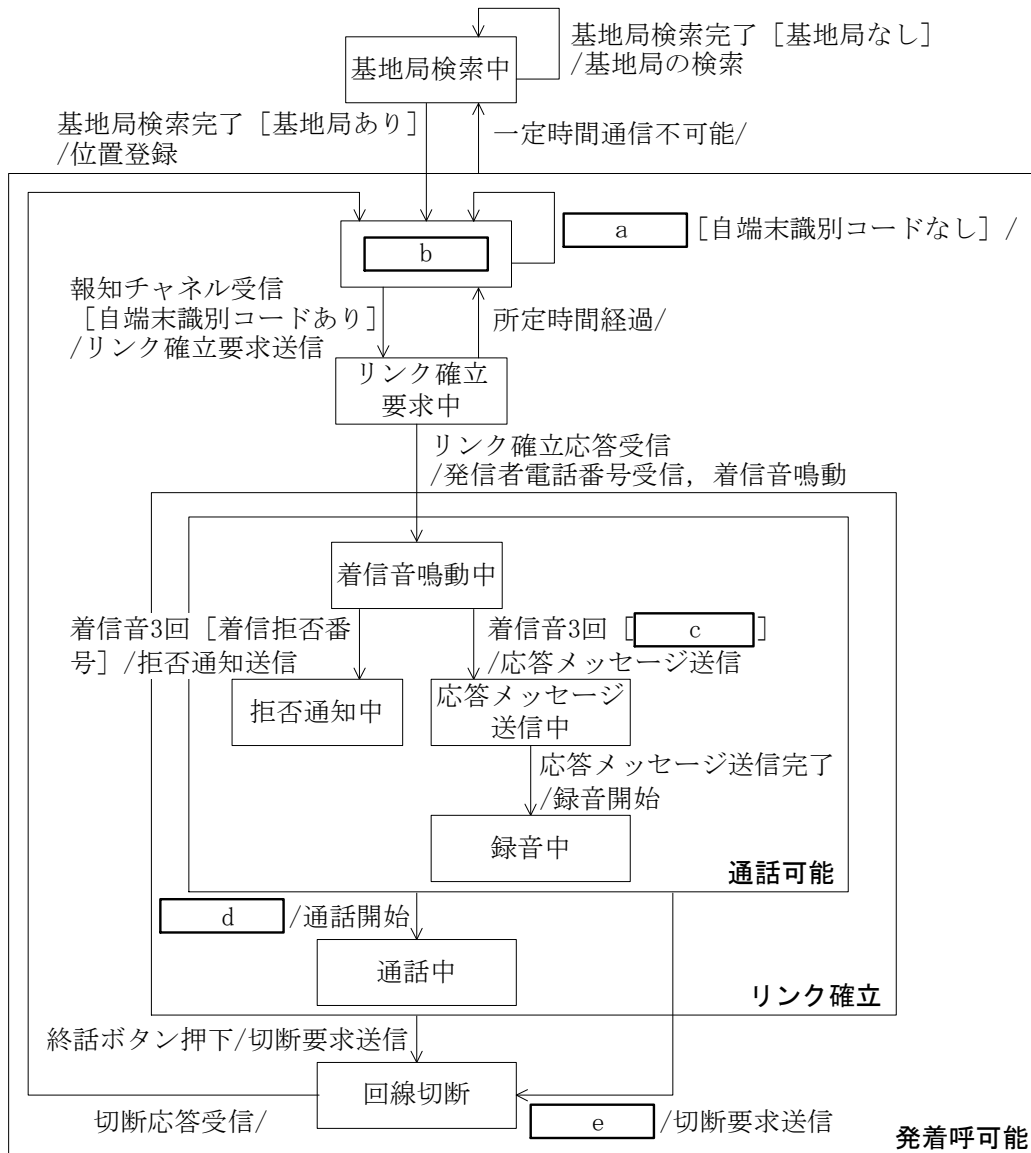 基地局検索完了［基地局なし］
/基地局の検索
基地局検索中
基地局検索完了［基地局あり］
/位置登録
一定時間通信不可能/
a
［自端末識別コードなし］/
b
報知チャネル受信
［自端末識別コードあり］
/リンク確立要求送信
所定時間経過/
リンク確立
要求中
リンク確立応答受信
/発信者電話番号受信，着信音鳴動
着信音鳴動中
着信音3回［着信拒否番
号］/拒否通知送信
着信音3回［c］
/応答メッセージ送信
拒否通知中
応答メッセージ
送信中
応答メッセージ送信完了
/録音開始
録音中
通話可能
d/通話開始
通話中
リンク確立
終話ボタン押下/切断要求送信
回線切断
切断応答受信/
e/切断要求送信
発着呼可能